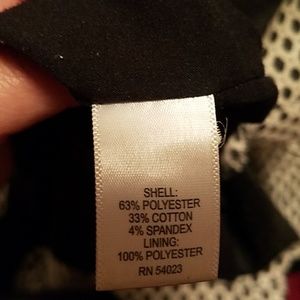 SHELL:
63% POLYESTER
33% COTTON
4% SPANDEX
LINING:
100% POLYESTER
RN 54023